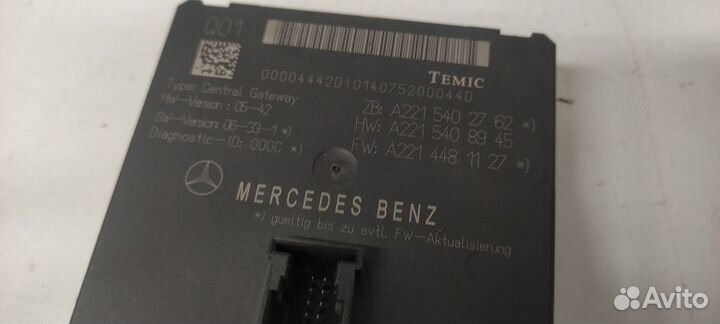 Q01
TEMIC
00004442D1014075200044D
Type: Central Gateway
HW-Version: 05-42
SW-Version: 06-33-1 *)
Diagnostic-ID: 000C *)
ZB: A221 540 27 62 *)
HW: A221 540 89 45
FW: A221 448 11 27 *)
MERCEDES BENZ
*) gueltig bis zu evtl. FW-Aktualisierung
Avito